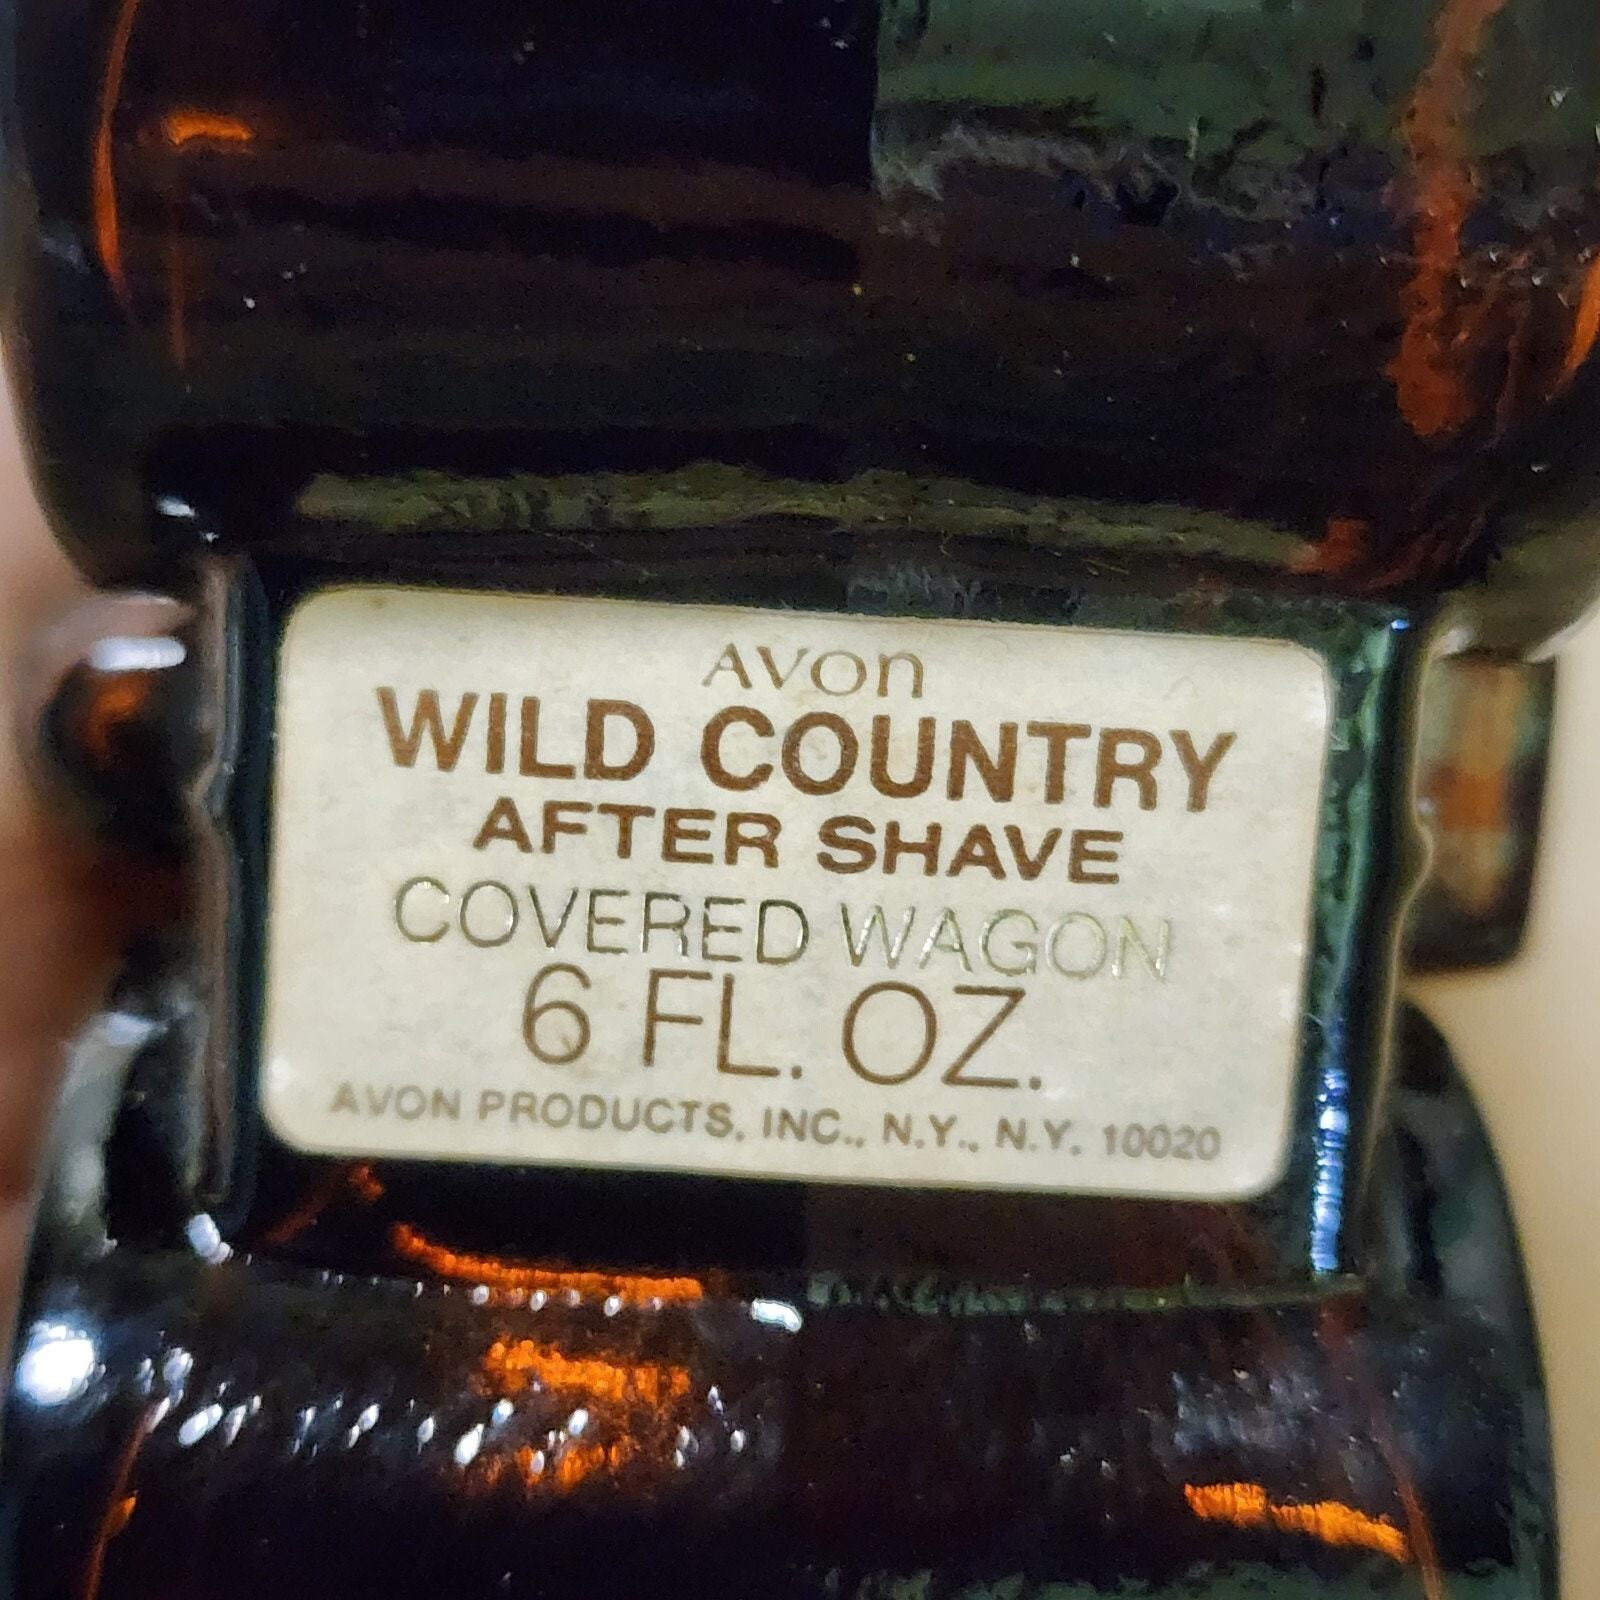 AVON
WILD COUNTRY
AFTER SHAVE
COVERED WAGON
6 FL. OZ.
AVON PRODUCTS, INC., N.Y., N.Y. 10020